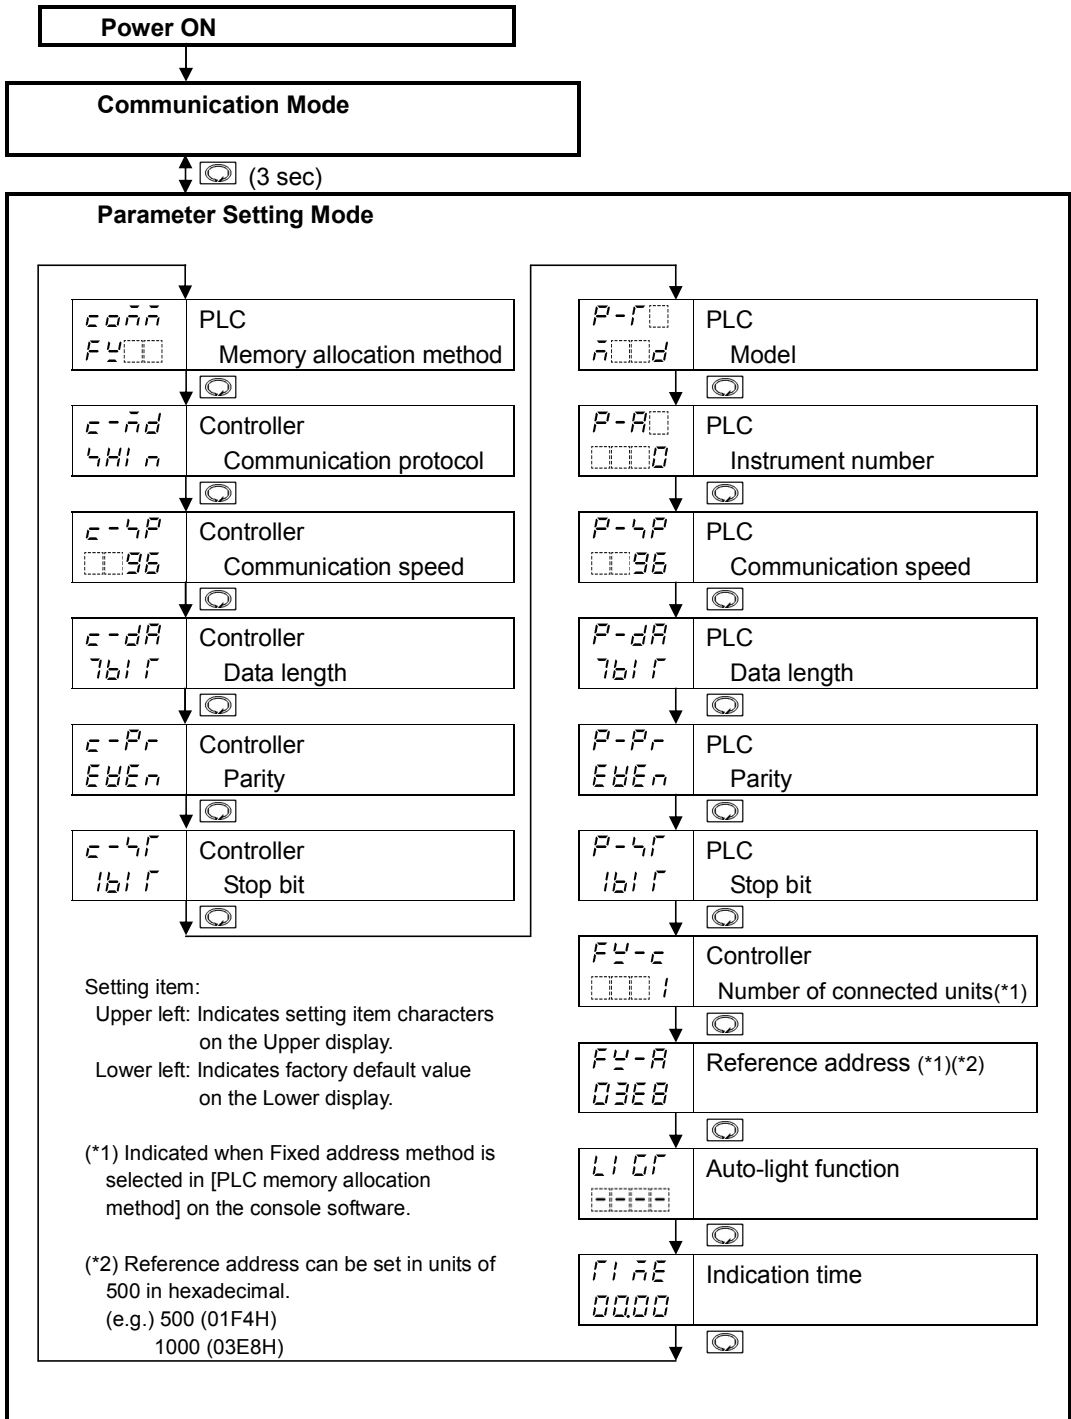 Power ON
Communication Mode
(3 sec)
Parameter Setting Mode
coñm PLC
FY Memory allocation method
c-md Controller
SHIn Communication protocol
c-SP Controller
96 Communication speed
c-dA Controller
7bIT Data length
c-Pr Controller
EVEn Parity
c-ST Controller
1bIT Stop bit
Setting item:
Upper left: Indicates setting item characters
on the Upper display.
Lower left: Indicates factory default value
on the Lower display.
(*1) Indicated when Fixed address method is
selected in [PLC memory allocation
method] on the console software.
(*2) Reference address can be set in units of
500 in hexadecimal.
(e.g.) 500 (01F4H)
1000 (03E8H)
P-T PLC
m d Model
P-A PLC
0 Instrument number
P-SP PLC
96 Communication speed
P-dA PLC
7bIT Data length
P-Pr PLC
EVEn Parity
P-ST PLC
1bIT Stop bit
FY-c Controller
1 Number of connected units(*1)
FY-A Reference address (*1)(*2)
03E8
LIGT Auto-light function
----
TImE Indication time
00.00